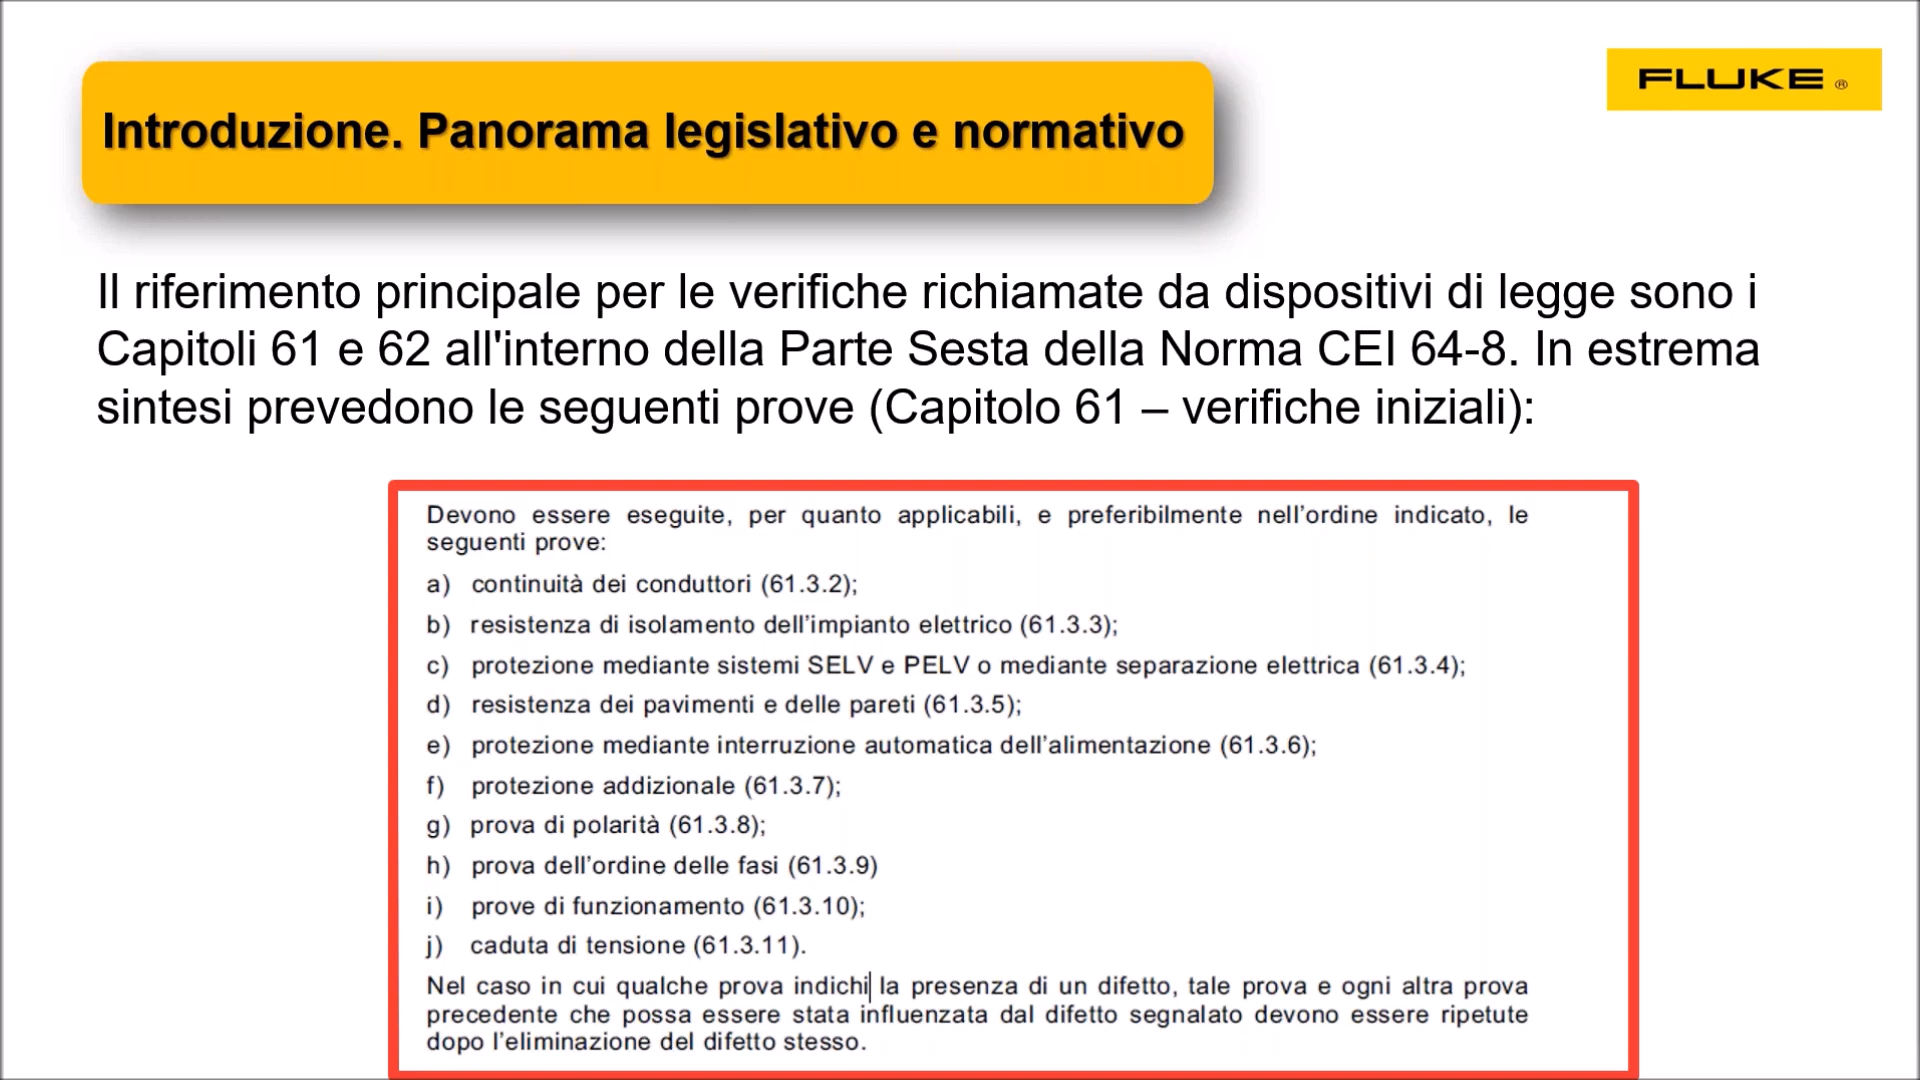 Introduzione. Panorama legislativo e normativo
FLUKE ®
Il riferimento principale per le verifiche richiamate da dispositivi di legge sono i
Capitoli 61 e 62 all'interno della Parte Sesta della Norma CEI 64-8. In estrema
sintesi prevedono le seguenti prove (Capitolo 61 – verifiche iniziali):
Devono essere eseguite, per quanto applicabili, e preferibilmente nell’ordine indicato, le
seguenti prove:
a) continuità dei conduttori (61.3.2);
b) resistenza di isolamento dell’impianto elettrico (61.3.3);
c) protezione mediante sistemi SELV e PELV o mediante separazione elettrica (61.3.4);
d) resistenza dei pavimenti e delle pareti (61.3.5);
e) protezione mediante interruzione automatica dell’alimentazione (61.3.6);
f) protezione addizionale (61.3.7);
g) prova di polarità (61.3.8);
h) prova dell’ordine delle fasi (61.3.9)
i) prove di funzionamento (61.3.10);
j) caduta di tensione (61.3.11).
Nel caso in cui qualche prova indichi la presenza di un difetto, tale prova e ogni altra prova
precedente che possa essere stata influenzata dal difetto segnalato devono essere ripetute
dopo l’eliminazione del difetto stesso.